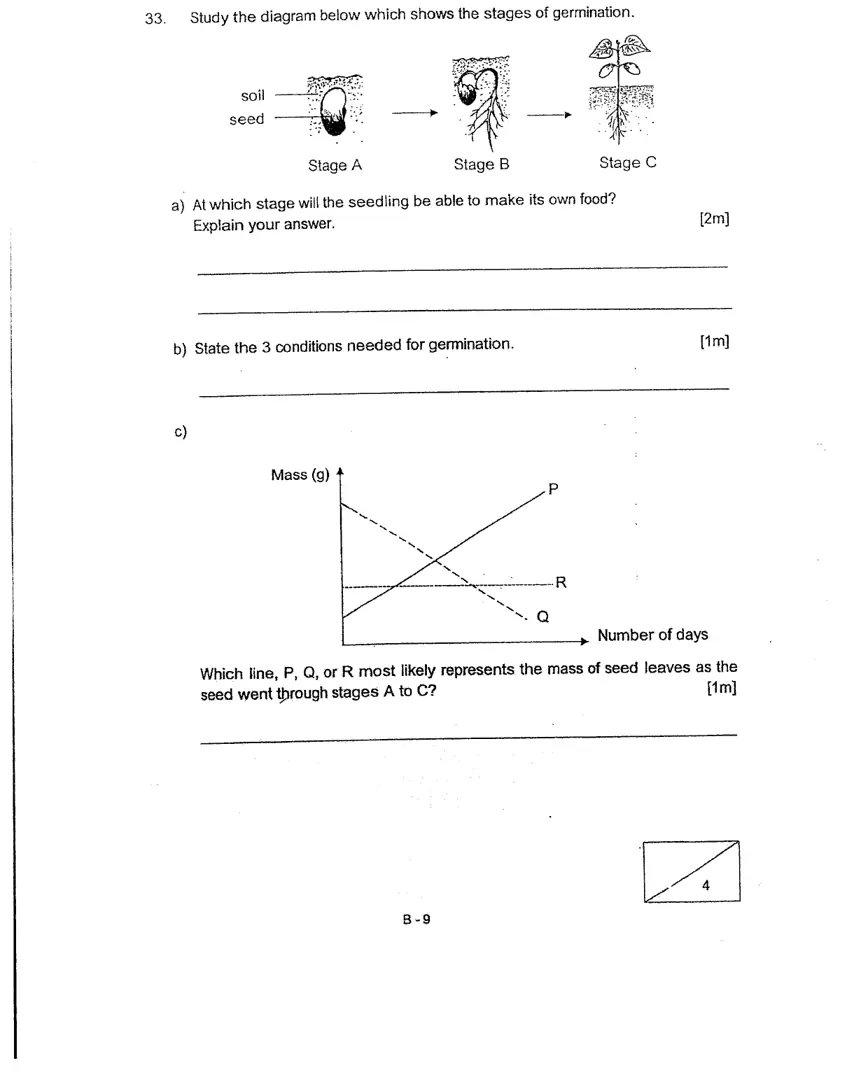 33. Study the diagram below which shows the stages of germination.
soil
seed
Stage A
Stage B
Stage C
a) At which stage will the seedling be able to make its own food?
Explain your answer. [2m]
b) State the 3 conditions needed for germination. [1m]
c)
Mass (g)
P
R
Q
Number of days
Which line, P, Q, or R most likely represents the mass of seed leaves as the
seed went through stages A to C? [1m]
4
B - 9